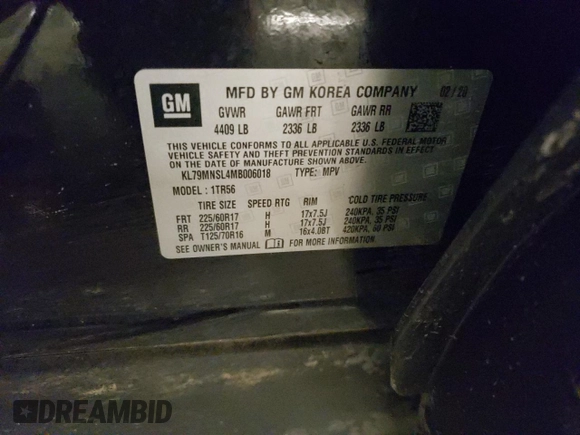 GM
MFD BY GM KOREA COMPANY 02/20
GVWR GAWR FRT GAWR RR
4409 LB 2336 LB 2336 LB
THIS VEHICLE CONFORMS TO ALL APPLICABLE U.S. FEDERAL MOTOR
VEHICLE SAFETY AND THEFT PREVENTION STANDARDS IN EFFECT
ON THE DATE OF MANUFACTURE SHOWN ABOVE.
KL79MNSL4MB006018 TYPE: MPV
MODEL: 1TR56
TIRE SIZE SPEED RTG RIM COLD TIRE PRESSURE
FRT 225/60R17 H 17x7.5J 240KPA, 35 PSI
RR 225/60R17 H 17x7.5J 240KPA, 35 PSI
SPA T125/70R16 M 16x4.0BT 420KPA, 60 PSI
SEE OWNER'S MANUAL FOR MORE INFORMATION.
DREAMBID